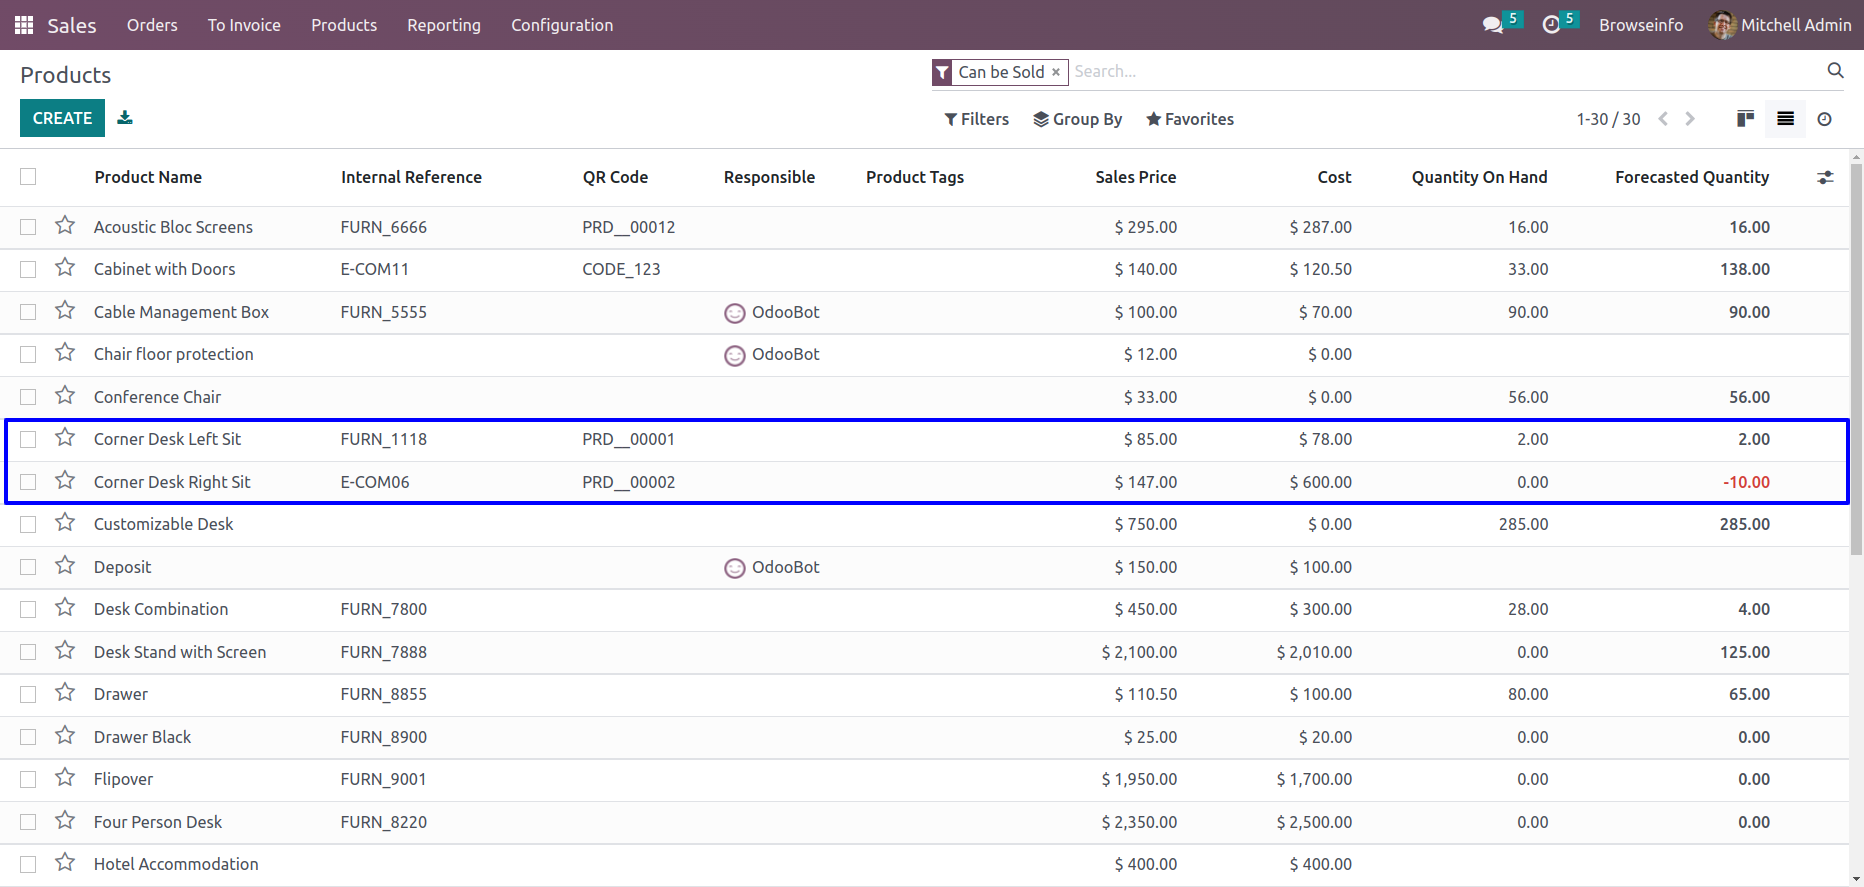 Sales Orders To Invoice Products Reporting Configuration 5 5 Browseinfo Mitchell Admin
Products Can be Sold × Search...
CREATE Filters Group By Favorites 1-30 / 30
Product Name Internal Reference QR Code Responsible Product Tags Sales Price Cost Quantity On Hand Forecasted Quantity
Acoustic Bloc Screens FURN_6666 PRD__00012 $ 295.00 $ 287.00 16.00 16.00
Cabinet with Doors E-COM11 CODE_123 $ 140.00 $ 120.50 33.00 138.00
Cable Management Box FURN_5555 OdooBot $ 100.00 $ 70.00 90.00 90.00
Chair floor protection OdooBot $ 12.00 $ 0.00
Conference Chair $ 33.00 $ 0.00 56.00 56.00
Corner Desk Left Sit FURN_1118 PRD__00001 $ 85.00 $ 78.00 2.00 2.00
Corner Desk Right Sit E-COM06 PRD__00002 $ 147.00 $ 600.00 0.00 -10.00
Customizable Desk $ 750.00 $ 0.00 285.00 285.00
Deposit OdooBot $ 150.00 $ 100.00
Desk Combination FURN_7800 $ 450.00 $ 300.00 28.00 4.00
Desk Stand with Screen FURN_7888 $ 2,100.00 $ 2,010.00 0.00 125.00
Drawer FURN_8855 $ 110.50 $ 100.00 80.00 65.00
Drawer Black FURN_8900 $ 25.00 $ 20.00 0.00 0.00
Flipover FURN_9001 $ 1,950.00 $ 1,700.00 0.00 0.00
Four Person Desk FURN_8220 $ 2,350.00 $ 2,500.00 0.00 0.00
Hotel Accommodation $ 400.00 $ 400.00